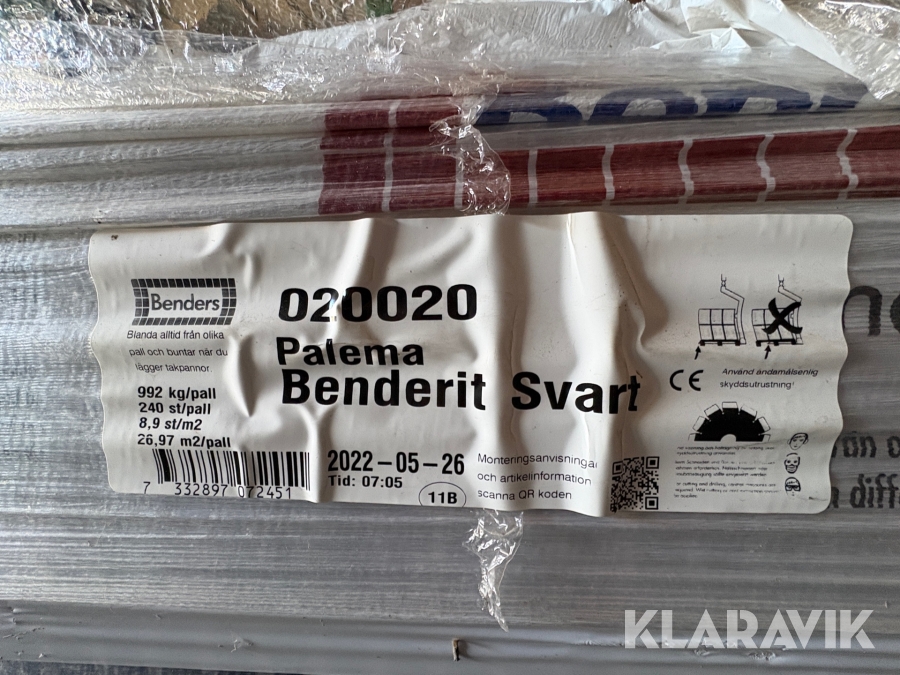 Benders
Blanda alltid från olika
pall och buntar när du
lägger takpannor.
992 kg/pall
240 st/pall
8,9 st/m2
26,97 m2/pall
7 332897 072451
020020
Palema
Benderit Svart
2022-05-26
Tid: 07:05
11B
Monteringsanvisningar
och artikelinformation
scanna QR koden
CE
Använd ändamålsenlig
skyddsutrustning!
diff
KLARAVIK